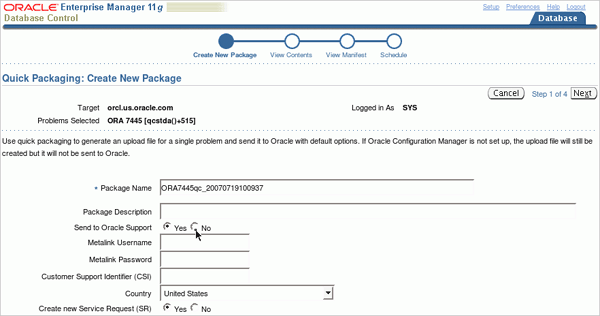 ORACLE Enterprise Manager 11g
Database Control
Setup Preferences Help Logout
Database
Create New Package View Contents View Manifest Schedule
Quick Packaging: Create New Package
Cancel Step 1 of 4 Next
Target orcl.us.oracle.com Logged in As SYS
Problems Selected ORA 7445 [qcstda()+515]
Use quick packaging to generate an upload file for a single problem and send it to Oracle with default options. If Oracle Configuration Manager is not set up, the upload file will still be
created but it will not be sent to Oracle.
* Package Name ORA7445qc_20070719100937
Package Description
Send to Oracle Support Yes No
Metalink Username
Metalink Password
Customer Support Identifier (CSI)
Country United States
Create new Service Request (SR) Yes No